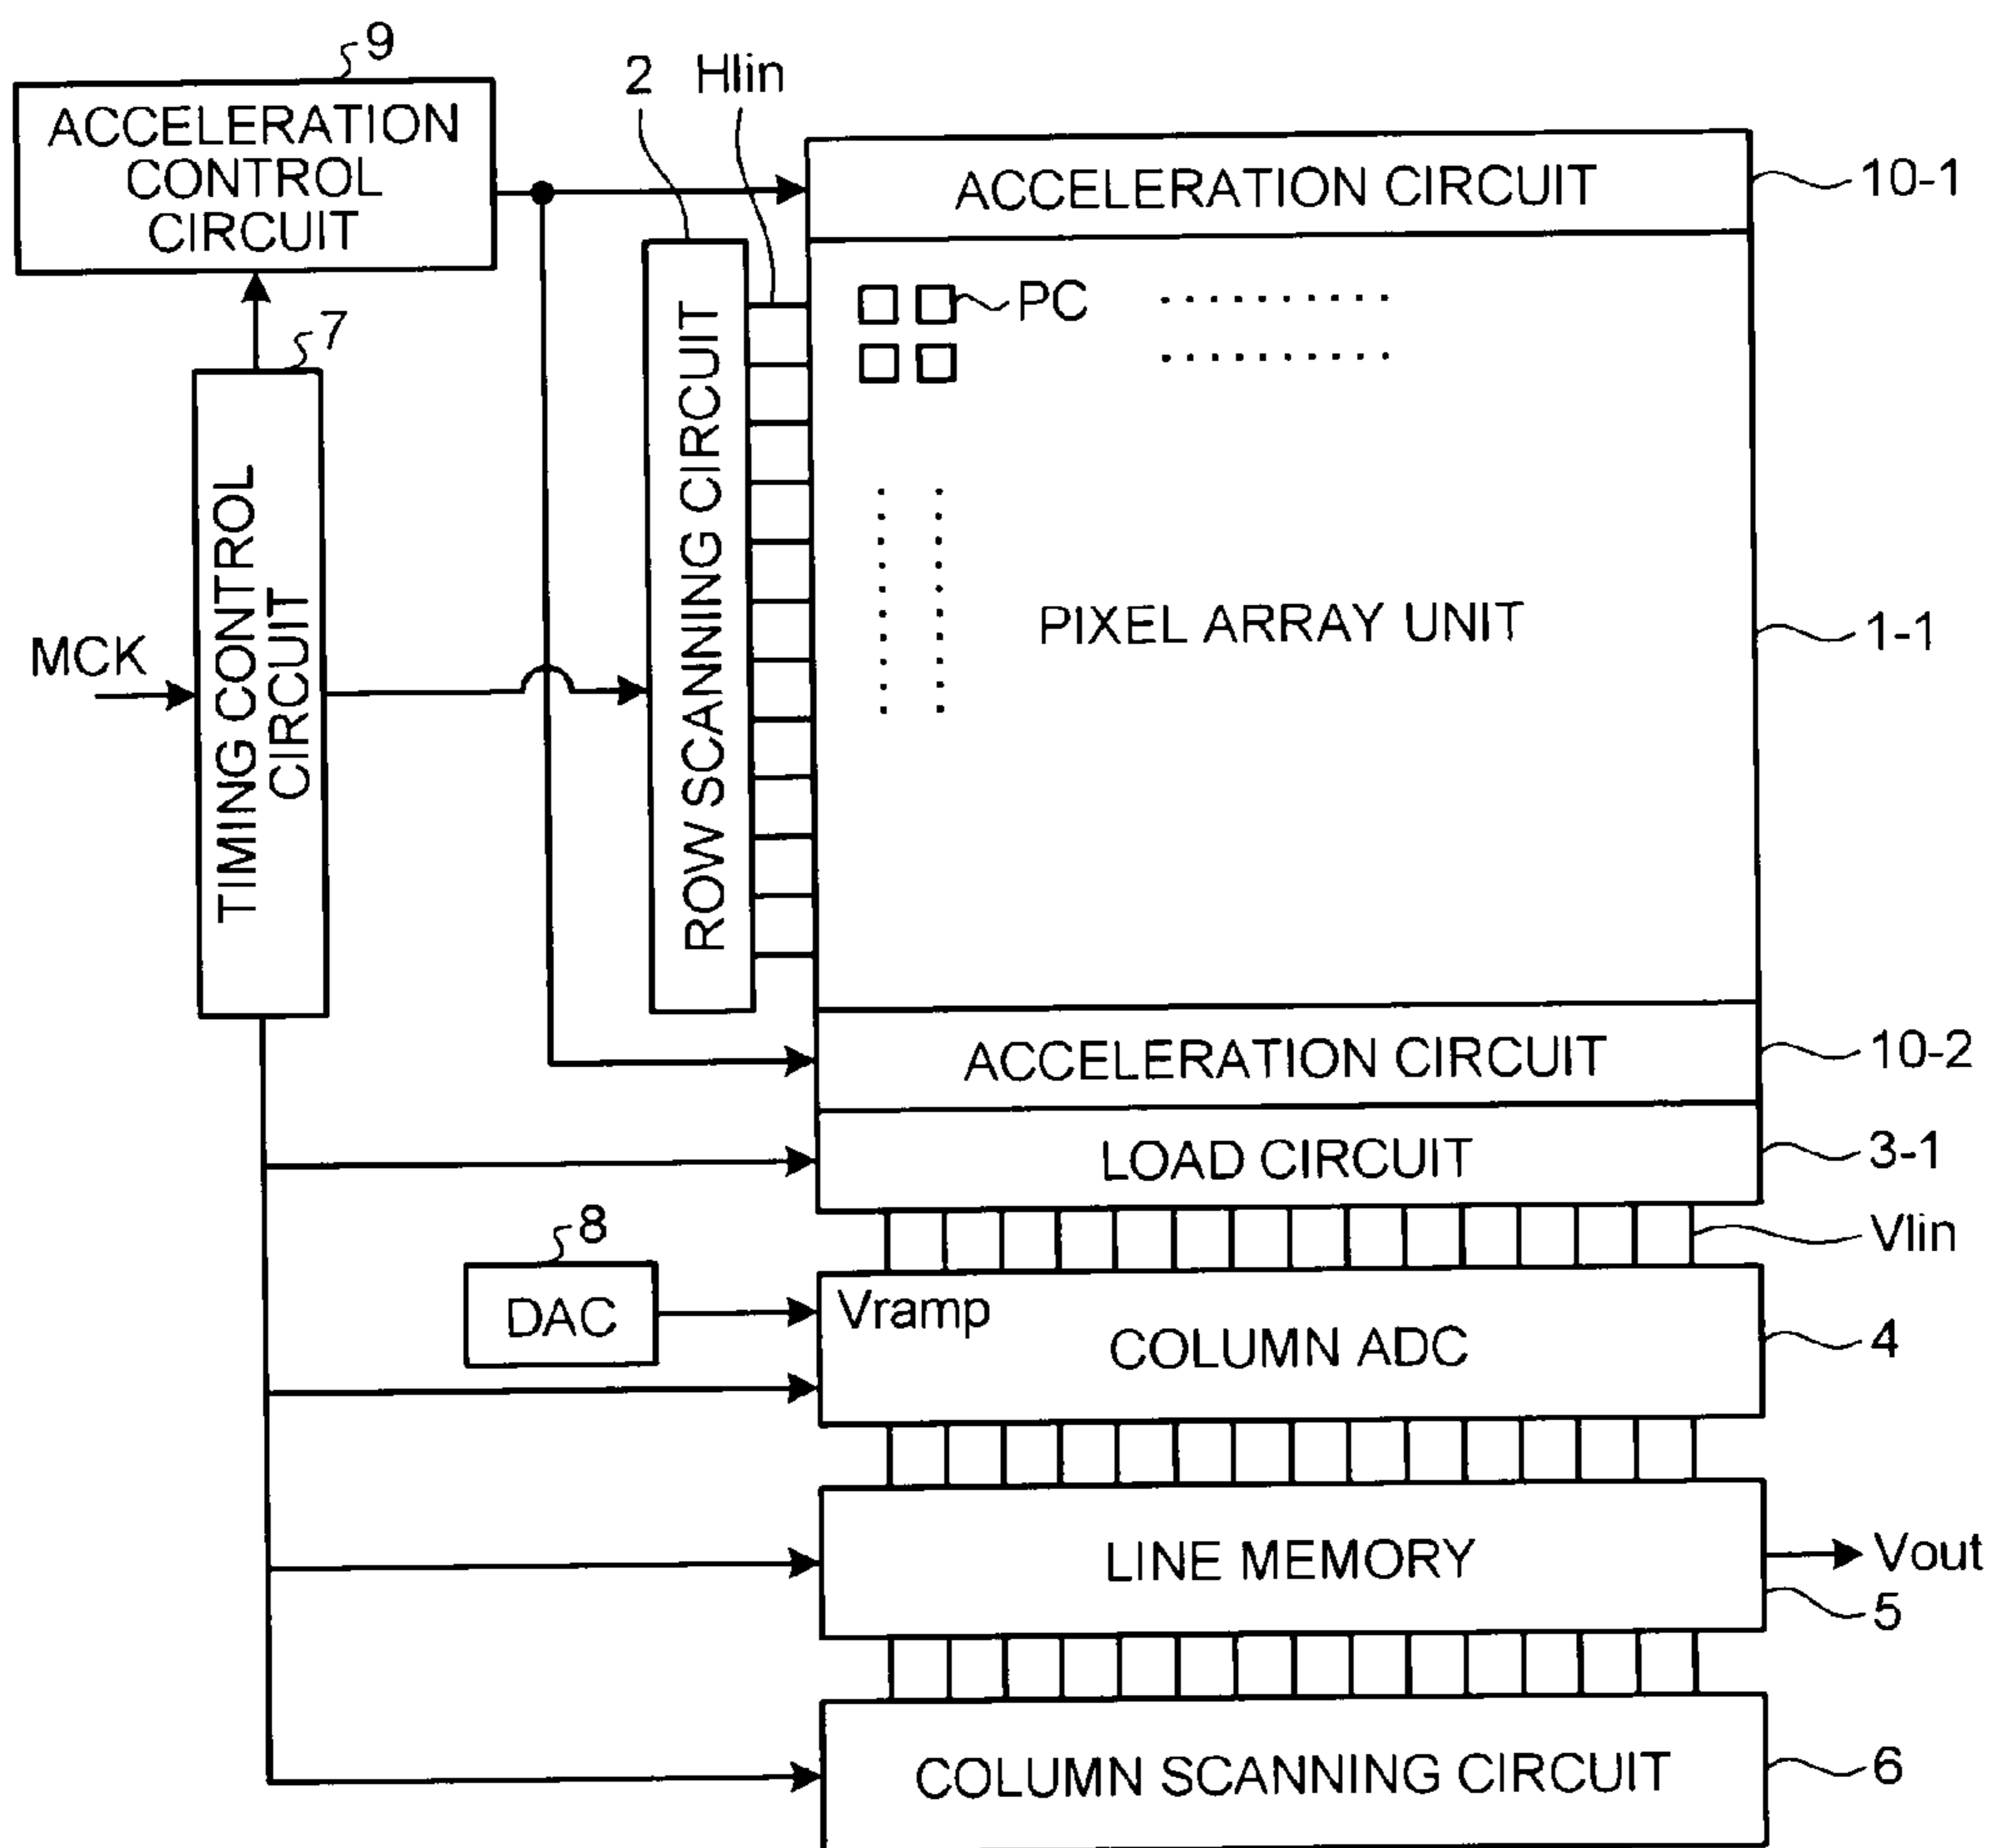 9
ACCELERATION
CONTROL
CIRCUIT
2
Hlin
ACCELERATION CIRCUIT
10-1
PC
7
TIMING CONTROL
CIRCUIT
MCK
ROW SCANNING CIRCUIT
PIXEL ARRAY UNIT
1-1
ACCELERATION CIRCUIT
10-2
LOAD CIRCUIT
3-1
Vlin
8
DAC
Vramp
COLUMN ADC
4
LINE MEMORY
Vout
5
COLUMN SCANNING CIRCUIT
6